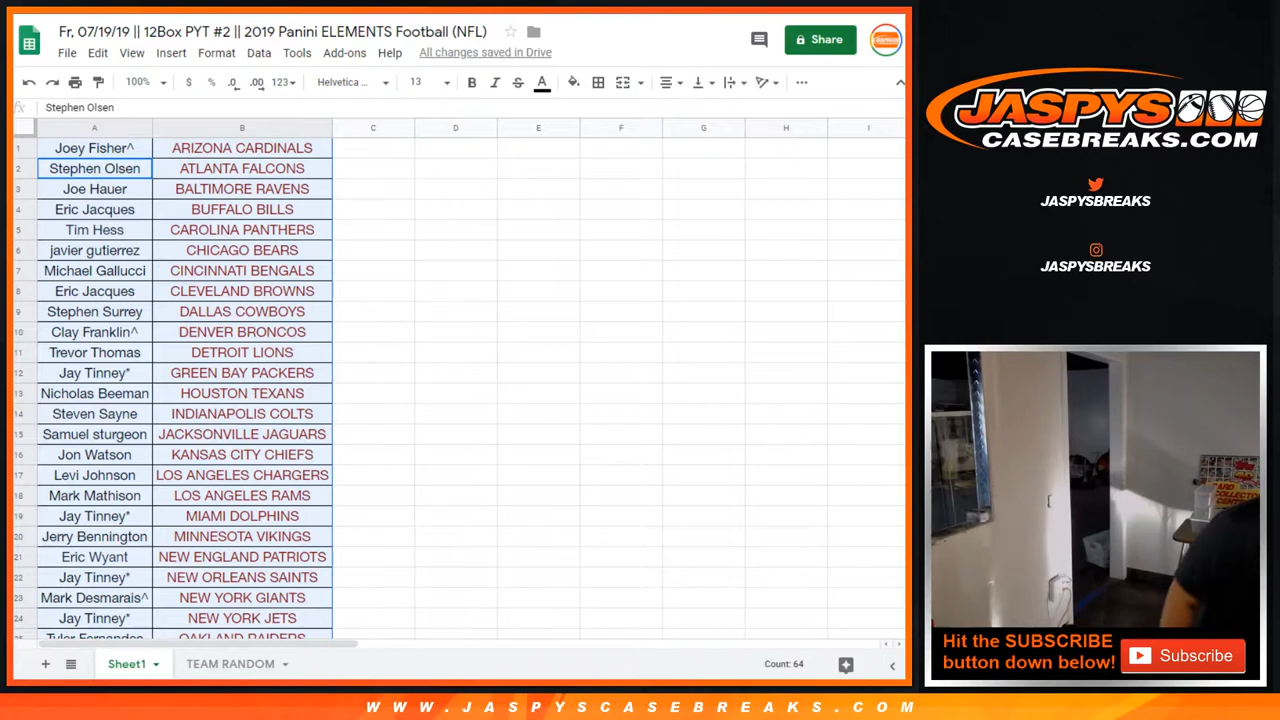 Fr, 07/19/19 || 12Box PYT #2 || 2019 Panini ELEMENTS Football (NFL)
File Edit View Insert Format Data Tools Add-ons Help All changes saved in Drive
Share
100% $ % .0 .00 123 Helvetica ... 13 B I S A
fx Stephen Olsen
A B C D E F G H I
1 Joey Fisher^ ARIZONA CARDINALS
2 Stephen Olsen ATLANTA FALCONS
3 Joe Hauer BALTIMORE RAVENS
4 Eric Jacques BUFFALO BILLS
5 Tim Hess CAROLINA PANTHERS
6 javier gutierrez CHICAGO BEARS
7 Michael Gallucci CINCINNATI BENGALS
8 Eric Jacques CLEVELAND BROWNS
9 Stephen Surrey DALLAS COWBOYS
10 Clay Franklin^ DENVER BRONCOS
11 Trevor Thomas DETROIT LIONS
12 Jay Tinney* GREEN BAY PACKERS
13 Nicholas Beeman HOUSTON TEXANS
14 Steven Sayne INDIANAPOLIS COLTS
15 Samuel sturgeon JACKSONVILLE JAGUARS
16 Jon Watson KANSAS CITY CHIEFS
17 Levi Johnson LOS ANGELES CHARGERS
18 Mark Mathison LOS ANGELES RAMS
19 Jay Tinney* MIAMI DOLPHINS
20 Jerry Bennington MINNESOTA VIKINGS
21 Eric Wyant NEW ENGLAND PATRIOTS
22 Jay Tinney* NEW ORLEANS SAINTS
23 Mark Desmarais^ NEW YORK GIANTS
24 Jay Tinney* NEW YORK JETS
Tyler Fernandes OAKLAND RAIDERS
Sheet1 TEAM RANDOM Count: 64
JASPYS
CASEBREAKS.COM
JASPYSBREAKS
JASPYSBREAKS
Hit the SUBSCRIBE
button down below!
Subscribe
WWW.JASPYSCASEBREAKS.COM